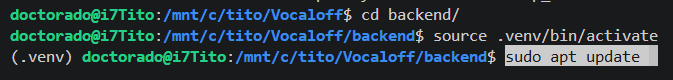 doctorado@i7Tito:/mnt/c/tito/Vocaloff$ cd backend/
doctorado@i7Tito:/mnt/c/tito/Vocaloff/backend$ source .venv/bin/activate
(.venv) doctorado@i7Tito:/mnt/c/tito/Vocaloff/backend$ sudo apt update